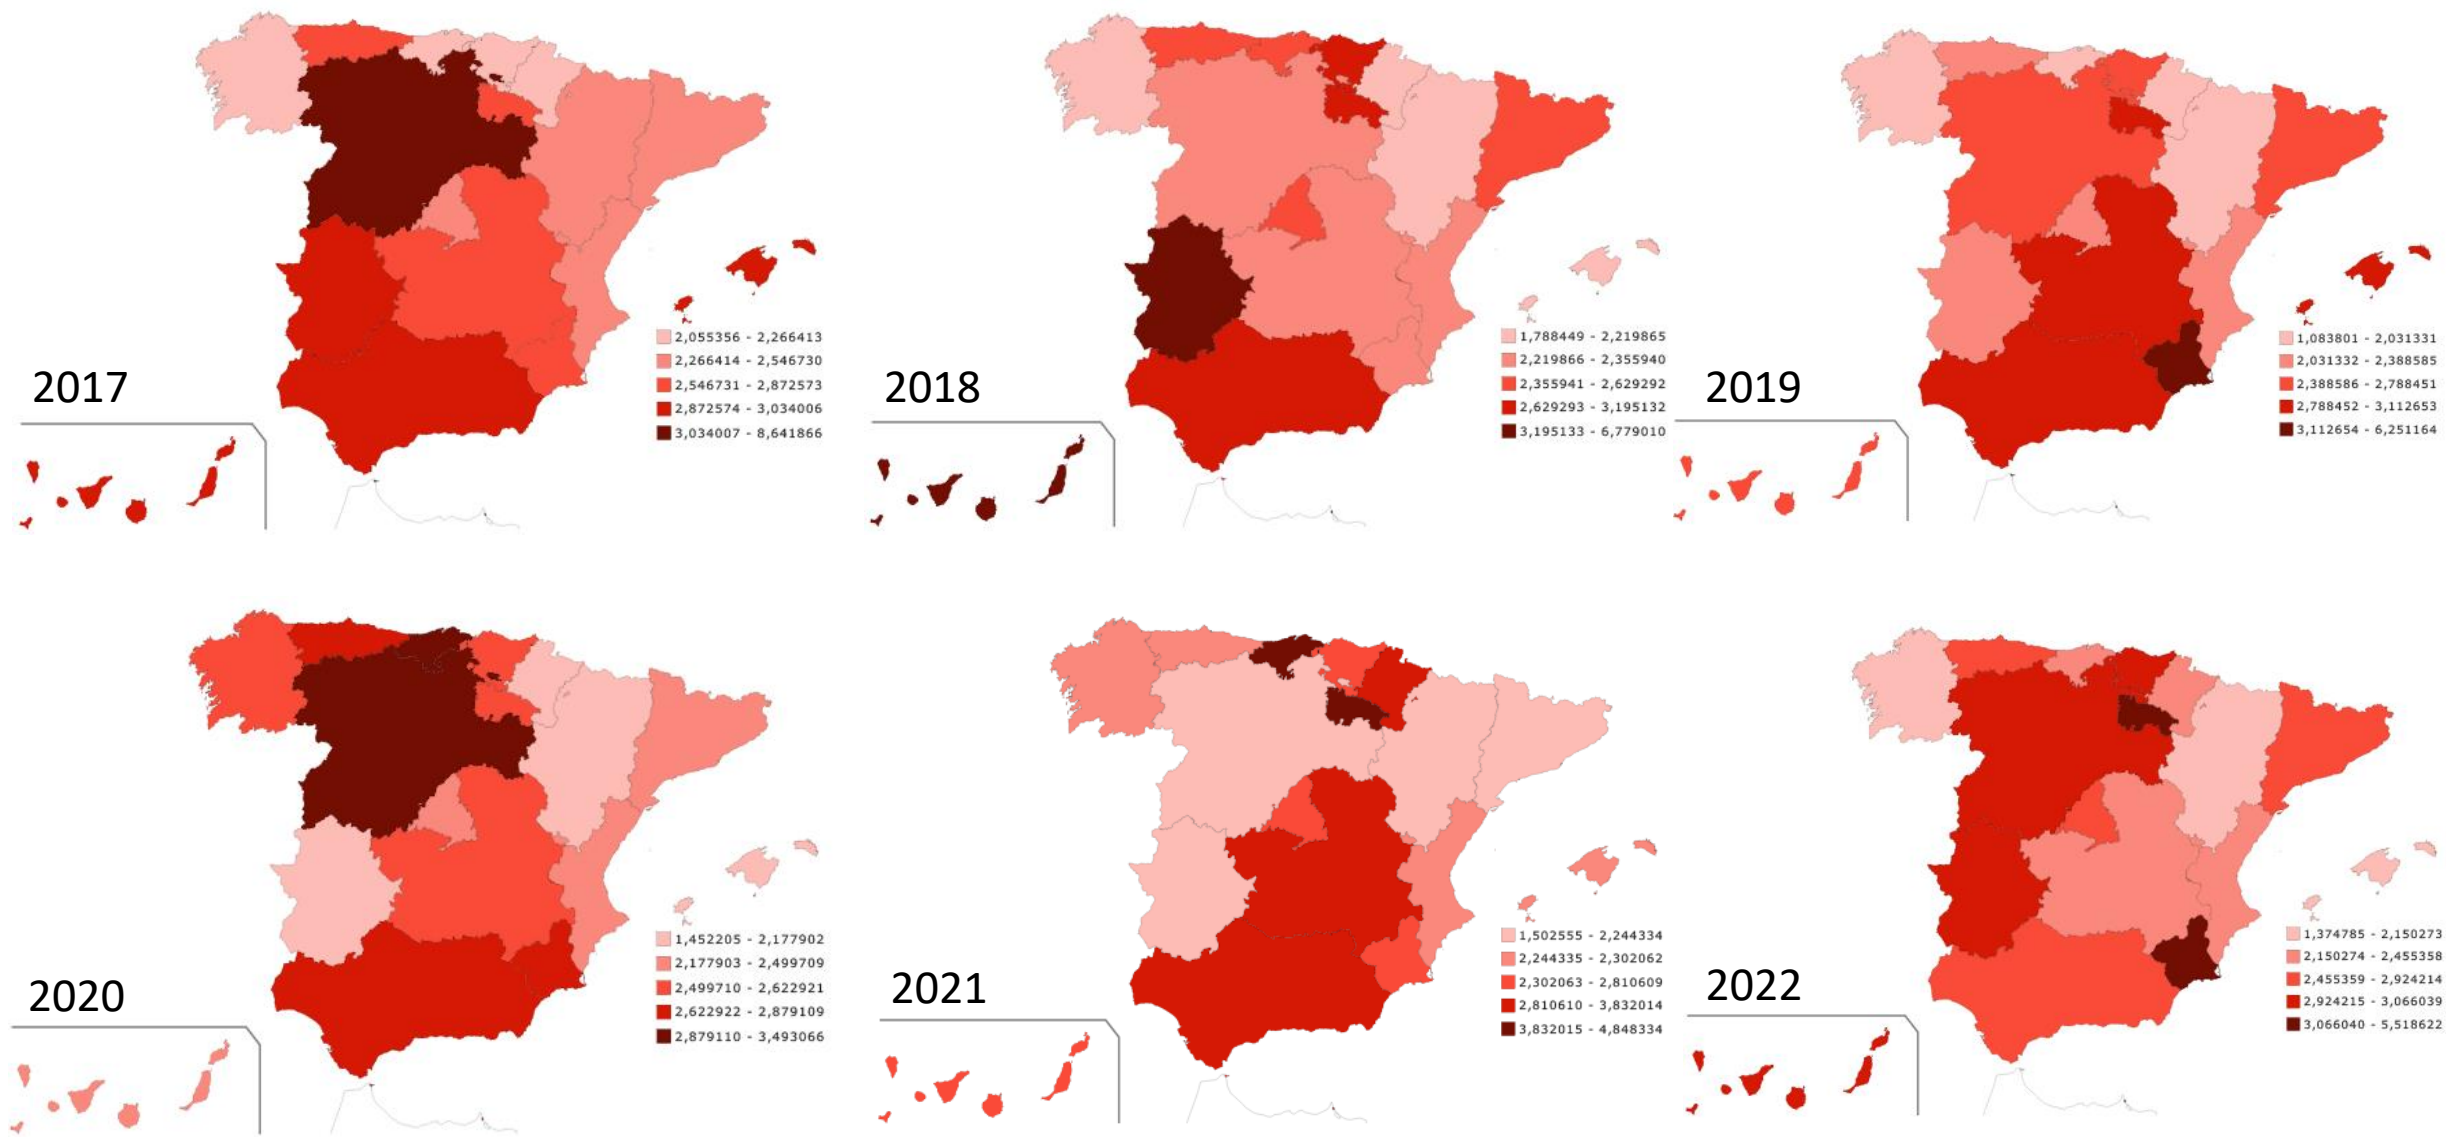 2017
2,055356 - 2,266413
2,266414 - 2,546730
2,546731 - 2,872573
2,872574 - 3,034006
3,034007 - 8,641866
2018
1,788449 - 2,219865
2,219866 - 2,355940
2,355941 - 2,629292
2,629293 - 3,195132
3,195133 - 6,779010
2019
1,083801 - 2,031331
2,031332 - 2,388585
2,388586 - 2,788451
2,788452 - 3,112653
3,112654 - 6,251164
2020
1,452205 - 2,177902
2,177903 - 2,499709
2,499710 - 2,622921
2,622922 - 2,879109
2,879110 - 3,493066
2021
1,502555 - 2,244334
2,244335 - 2,302062
2,302063 - 2,810609
2,810610 - 3,832014
3,832015 - 4,848334
2022
1,374785 - 2,150273
2,150274 - 2,455358
2,455359 - 2,924214
2,924215 - 3,066039
3,066040 - 5,518622